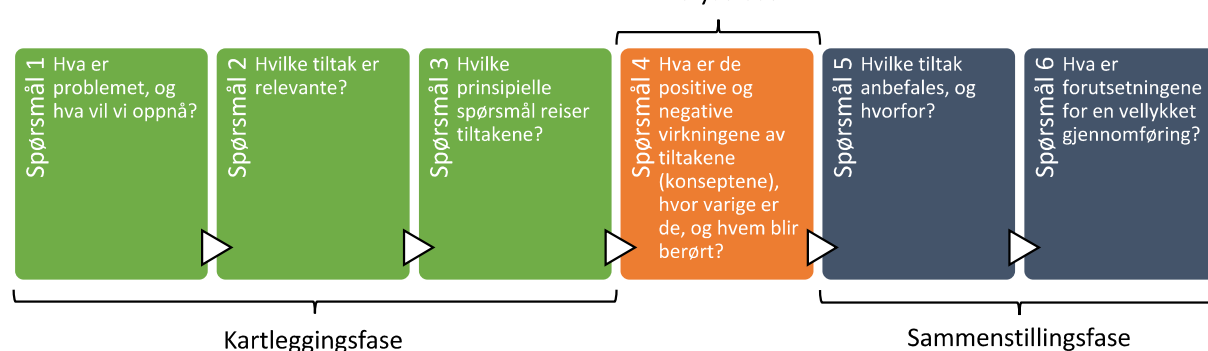 Spørsmål 1
Hva er
problemet, og
hva vil vi oppnå?
Spørsmål 2
Hvilke tiltak er
relevante?
Spørsmål 3
Hvilke
prinsipielle
spørsmål reiser
tiltakene?
Spørsmål 4
Hva er de
positive og
negative
virkningene av
tiltakene
(konseptene),
hvor varige er
de, og hvem blir
berørt?
Spørsmål 5
Hvilke tiltak
anbefales, og
hvorfor?
Spørsmål 6
Hva er
forutsetningene
for en vellykket
gjennomføring?
Kartleggingsfase
Sammenstillingsfase